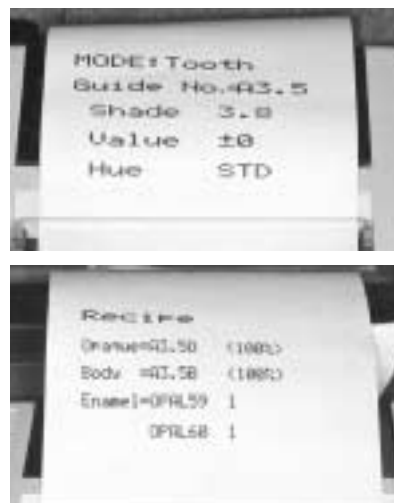 MODE:Tooth
Guide No.=A3.5
Shade 3.8
Value ±0
Hue STD
Recipe
Opaque=A3.5O (100%)
Body =A3.5B (100%)
Enamel=OPAL59 1
OPAL60 1